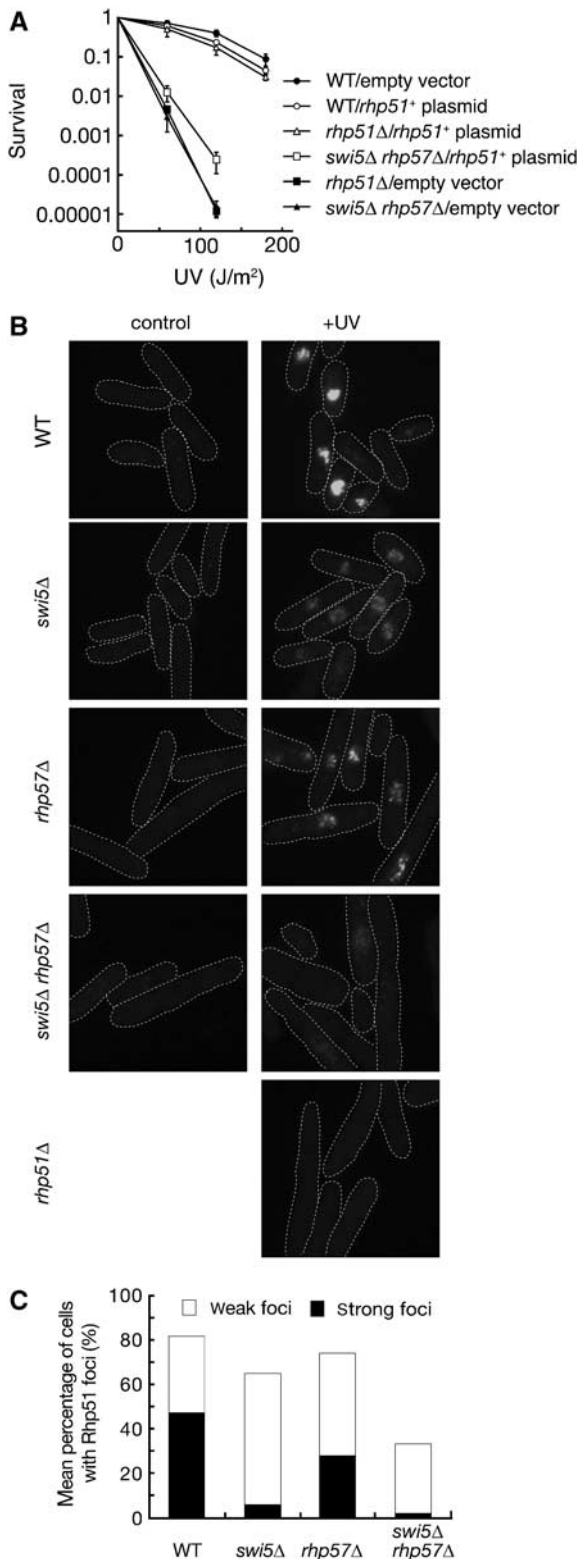 A
Survival
1
0.1
0.01
0.001
0.0001
0.00001
0 100 200
UV (J/m²)
WT/empty vector
WT/rhp51⁺ plasmid
rhp51Δ/rhp51⁺ plasmid
swi5Δ rhp57Δ/rhp51⁺ plasmid
rhp51Δ/empty vector
swi5Δ rhp57Δ/empty vector
B
control +UV
WT
swi5Δ
rhp57Δ
swi5Δ rhp57Δ
rhp51Δ
C
Mean percentage of cells
with Rhp51 foci (%)
100
80
60
40
20
0
Weak foci Strong foci
WT swi5Δ rhp57Δ swi5Δ
rhp57Δ